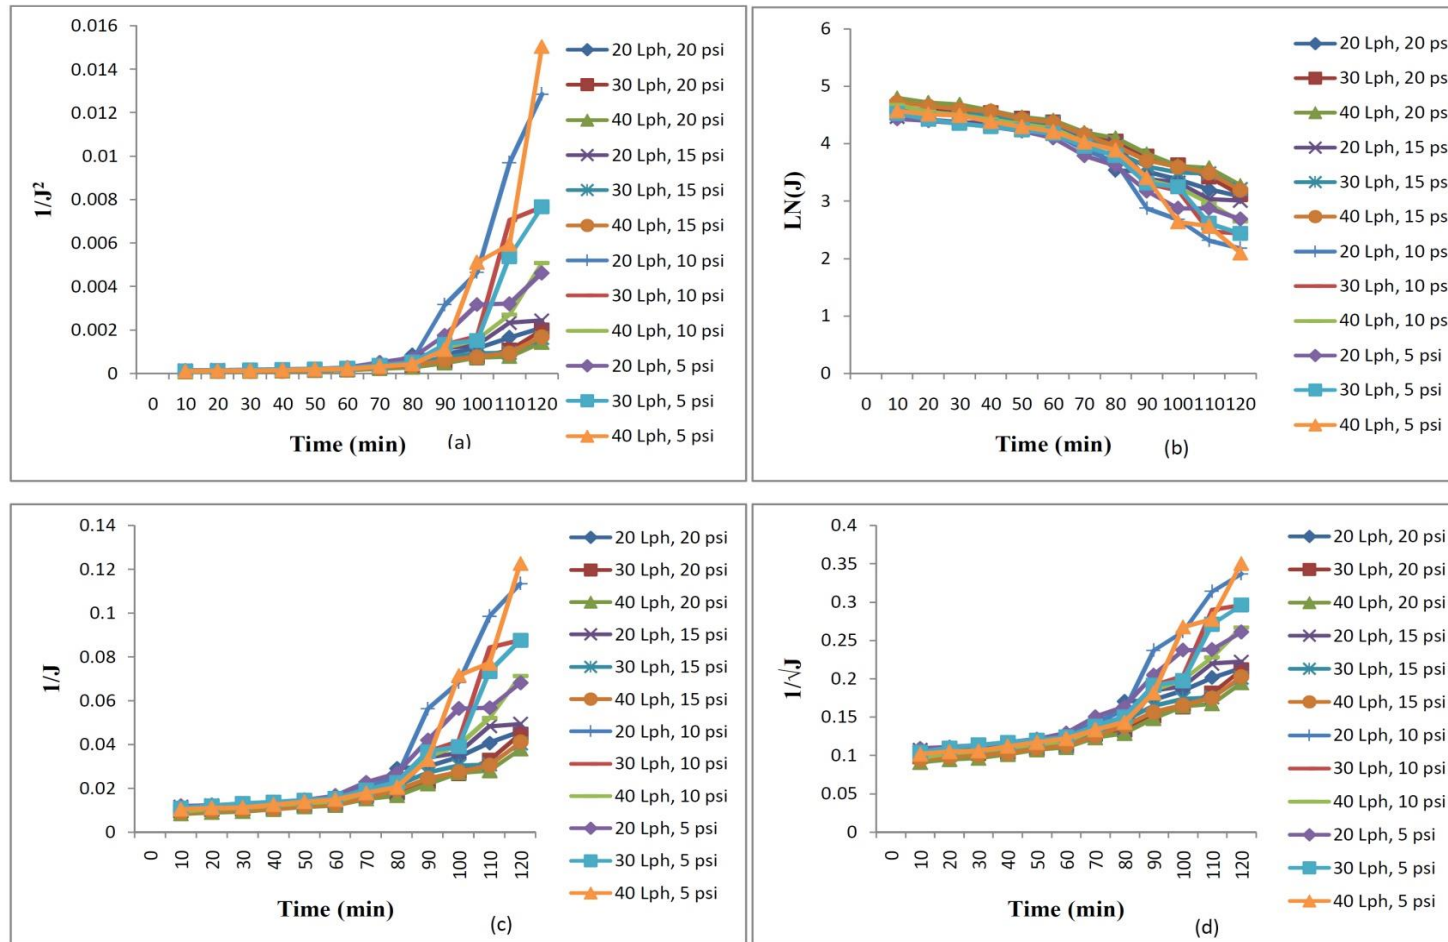 0.016
0.014
0.012
0.01
0.008
0.006
0.004
0.002
0
1/J²
0 10 20 30 40 50 60 70 80 90 100 110 120
Time (min)
(a)
20 Lph, 20 psi
30 Lph, 20 psi
40 Lph, 20 psi
20 Lph, 15 psi
30 Lph, 15 psi
40 Lph, 15 psi
20 Lph, 10 psi
30 Lph, 10 psi
40 Lph, 10 psi
20 Lph, 5 psi
30 Lph, 5 psi
40 Lph, 5 psi
6
5
4
3
2
1
0
LN(J)
0 10 20 30 40 50 60 70 80 90 100 110 120
Time (min)
(b)
20 Lph, 20 psi
30 Lph, 20 psi
40 Lph, 20 psi
20 Lph, 15 psi
30 Lph, 15 psi
40 Lph, 15 psi
20 Lph, 10 psi
30 Lph, 10 psi
40 Lph, 10 psi
20 Lph, 5 psi
30 Lph, 5 psi
40 Lph, 5 psi
0.14
0.12
0.1
0.08
0.06
0.04
0.02
0
1/J
0 10 20 30 40 50 60 70 80 90 100 110 120
Time (min)
(c)
20 Lph, 20 psi
30 Lph, 20 psi
40 Lph, 20 psi
20 Lph, 15 psi
30 Lph, 15 psi
40 Lph, 15 psi
20 Lph, 10 psi
30 Lph, 10 psi
40 Lph, 10 psi
20 Lph, 5 psi
30 Lph, 5 psi
40 Lph, 5 psi
0.4
0.35
0.3
0.25
0.2
0.15
0.1
0.05
0
1/√J
0 10 20 30 40 50 60 70 80 90 100 110 120
Time (min)
(d)
20 Lph, 20 psi
30 Lph, 20 psi
40 Lph, 20 psi
20 Lph, 15 psi
30 Lph, 15 psi
40 Lph, 15 psi
20 Lph, 10 psi
30 Lph, 10 psi
40 Lph, 10 psi
20 Lph, 5 psi
30 Lph, 5 psi
40 Lph, 5 psi